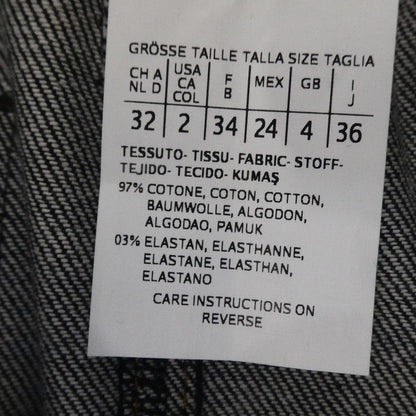 GRÖSSE TAILLE TALLA SIZE TAGLIA
CH A NL D USA CA COL F B MEX GB I J
32 2 34 24 4 36
TESSUTO- TISSU- FABRIC- STOFF-
TEJIDO- TECIDO- KUMAŞ
97% COTONE, COTON, COTTON,
BAUMWOLLE, ALGODON,
ALGODAO, PAMUK
03% ELASTAN, ELASTHANNE,
ELASTANE, ELASTHAN,
ELASTANO
CARE INSTRUCTIONS ON
REVERSE